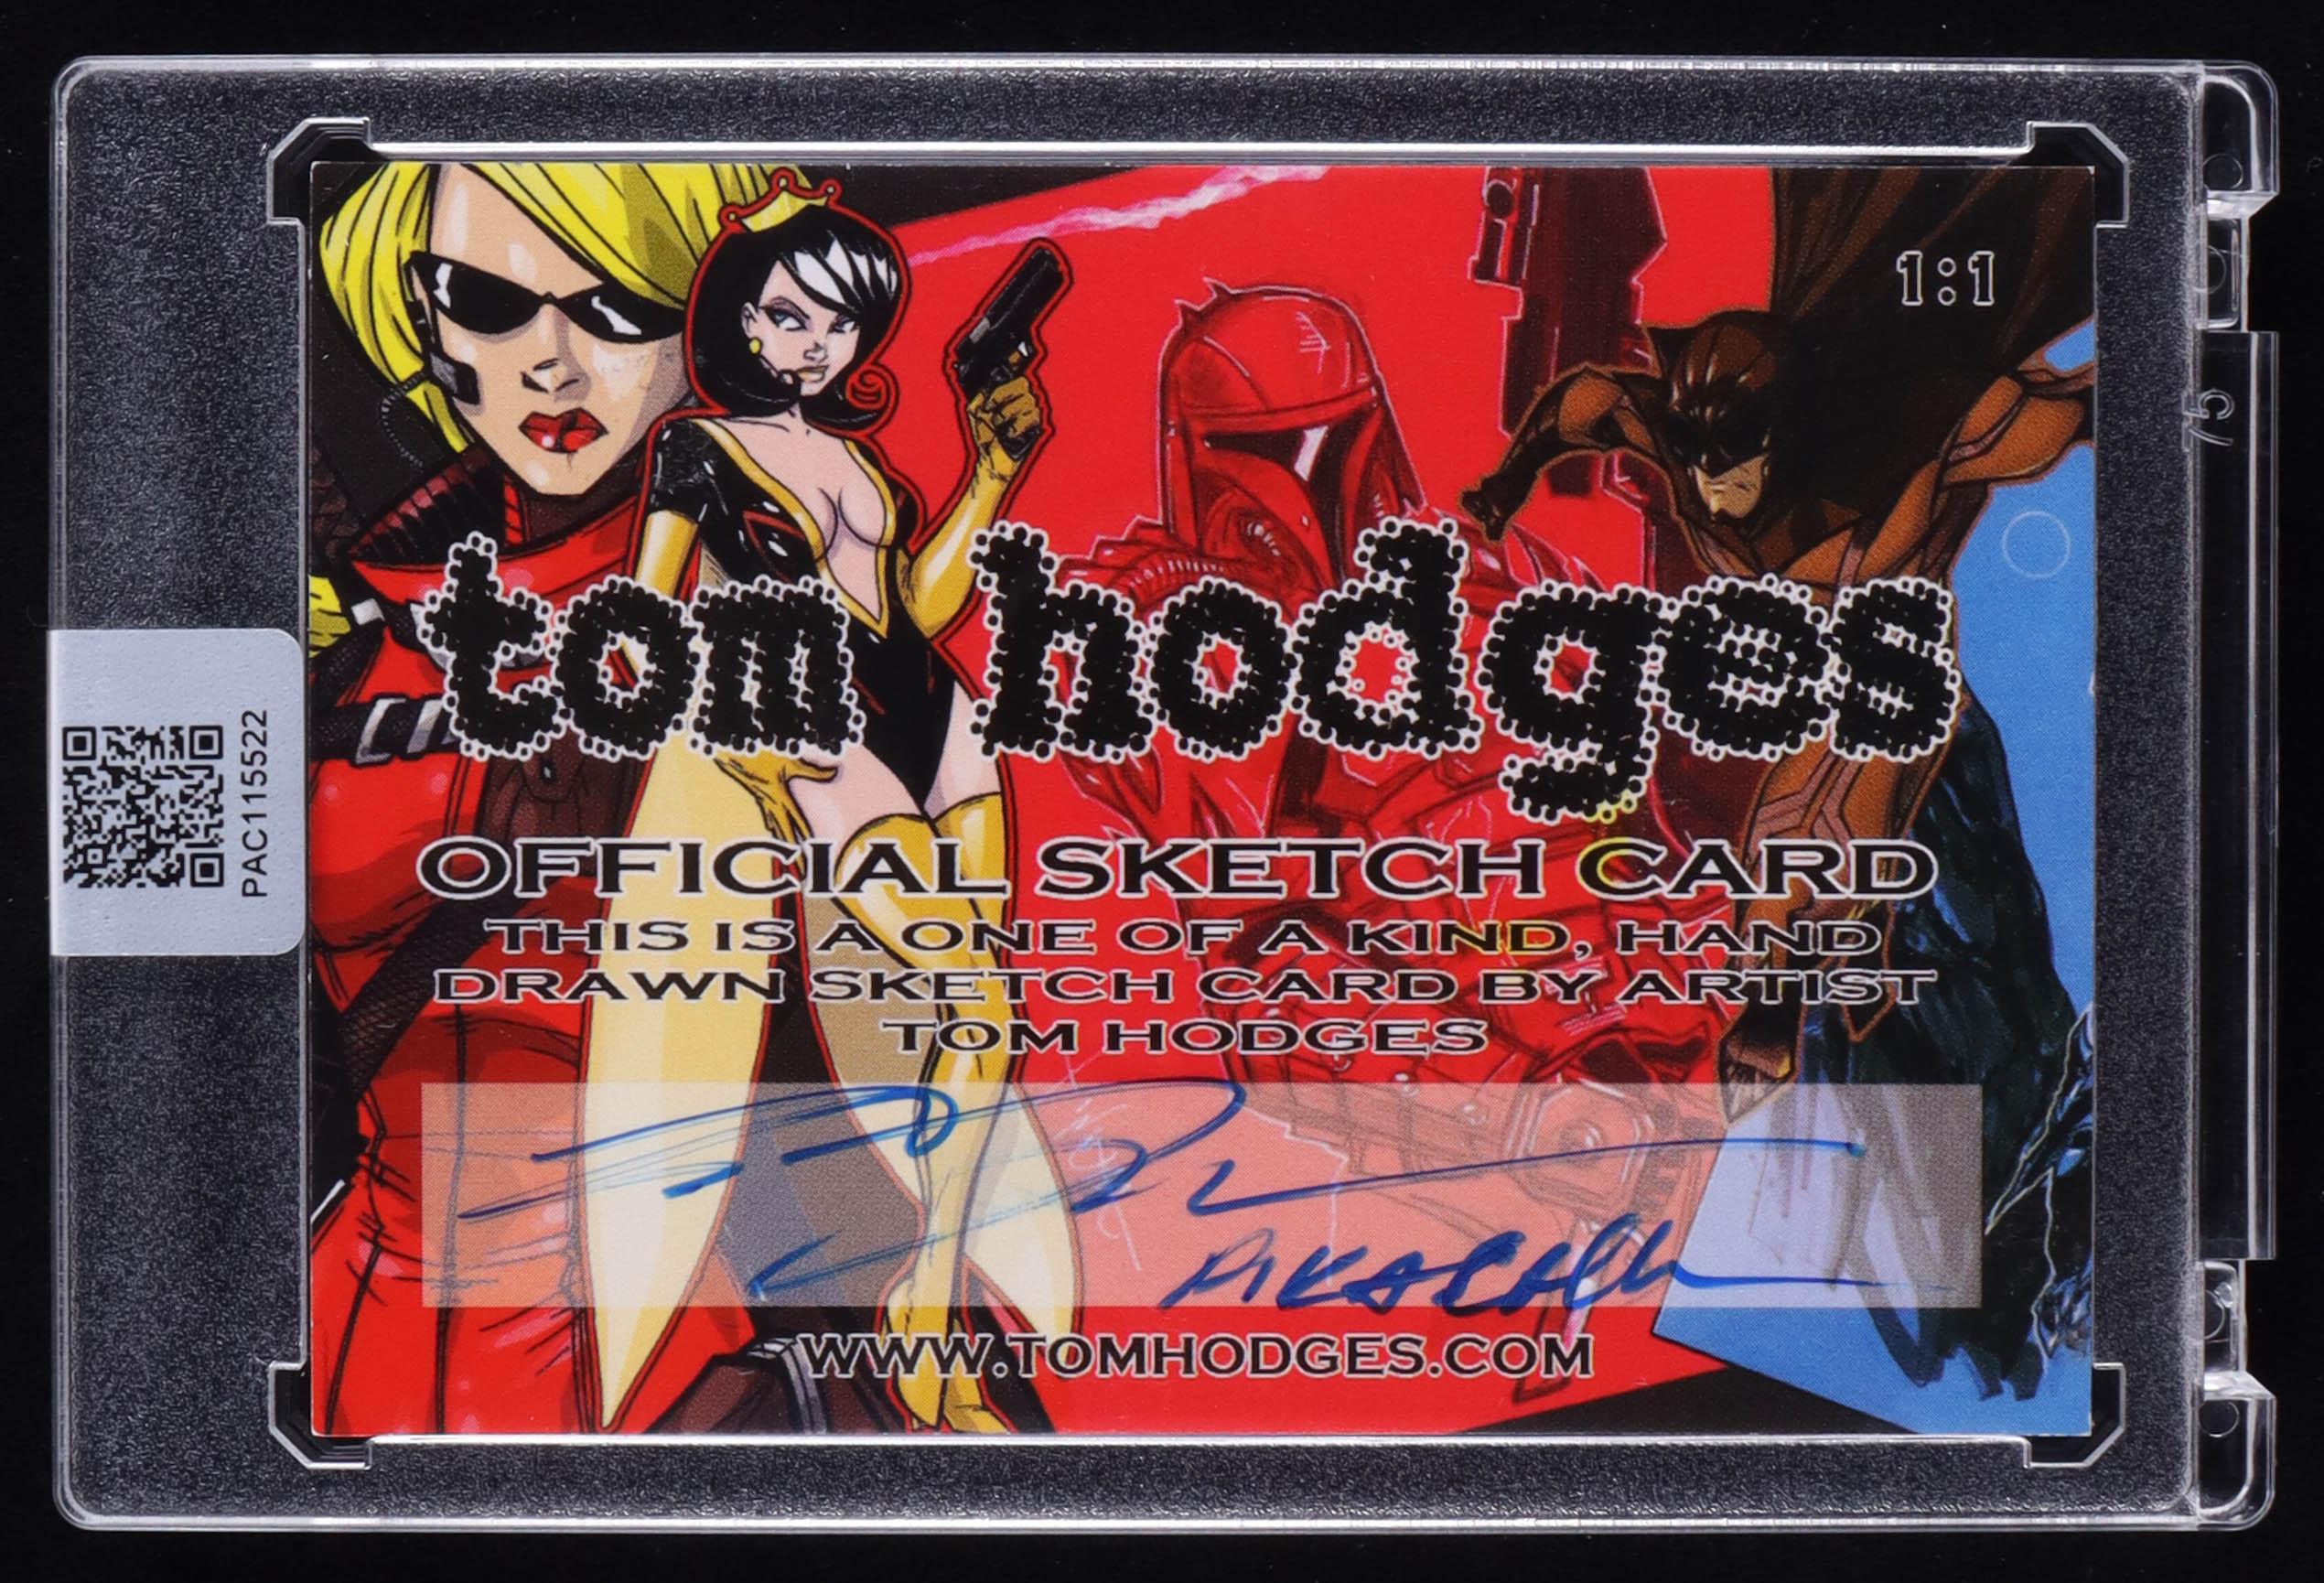 1:1
tom hodges
OFFICIAL SKETCH CARD
THIS IS A ONE OF A KIND, HAND
DRAWN SKETCH CARD BY ARTIST
TOM HODGES
WWW.TOMHODGES.COM
PAC115522